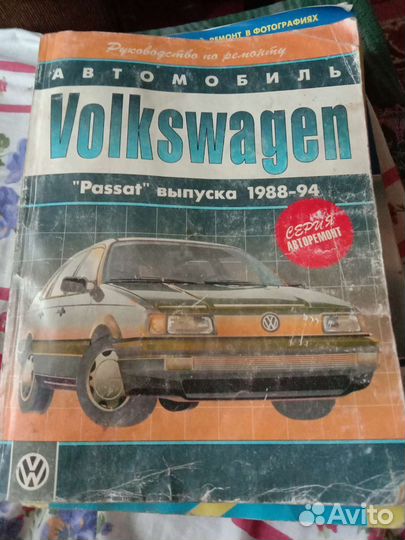 РЕМОНТ В ФОТОГРАФИЯХ
Руководство по ремонту
АВТОМОБИЛЬ
Volkswagen
"Passat" выпуска 1988-94
СЕРИЯ
АВТОРЕМОНТ
Avito